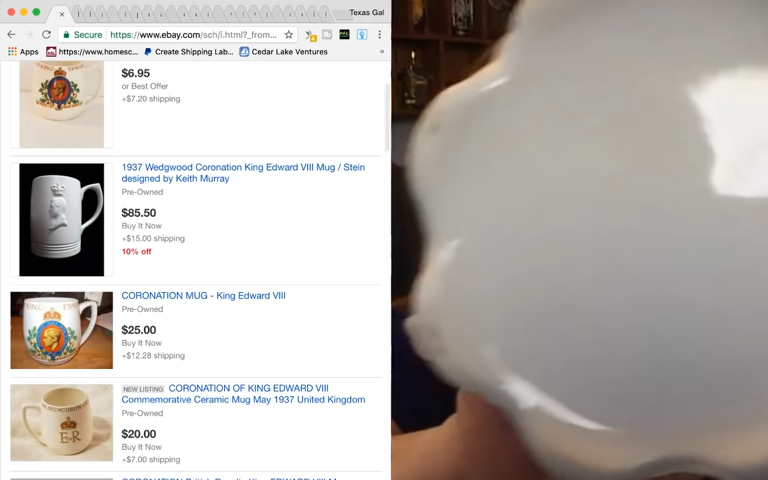 Texas Gal
Secure https://www.ebay.com/sch/i.html?_from...
Apps https://www.homesc... Create Shipping Lab... Cedar Lake Ventures »
$6.95
or Best Offer
+$7.20 shipping
1937 Wedgwood Coronation King Edward VIII Mug / Stein
designed by Keith Murray
Pre-Owned
$85.50
Buy It Now
+$15.00 shipping
10% off
CORONATION MUG - King Edward VIII
Pre-Owned
$25.00
Buy It Now
+$12.28 shipping
NEW LISTING CORONATION OF KING EDWARD VIII
Commemorative Ceramic Mug May 1937 United Kingdom
Pre-Owned
$20.00
Buy It Now
+$7.00 shipping